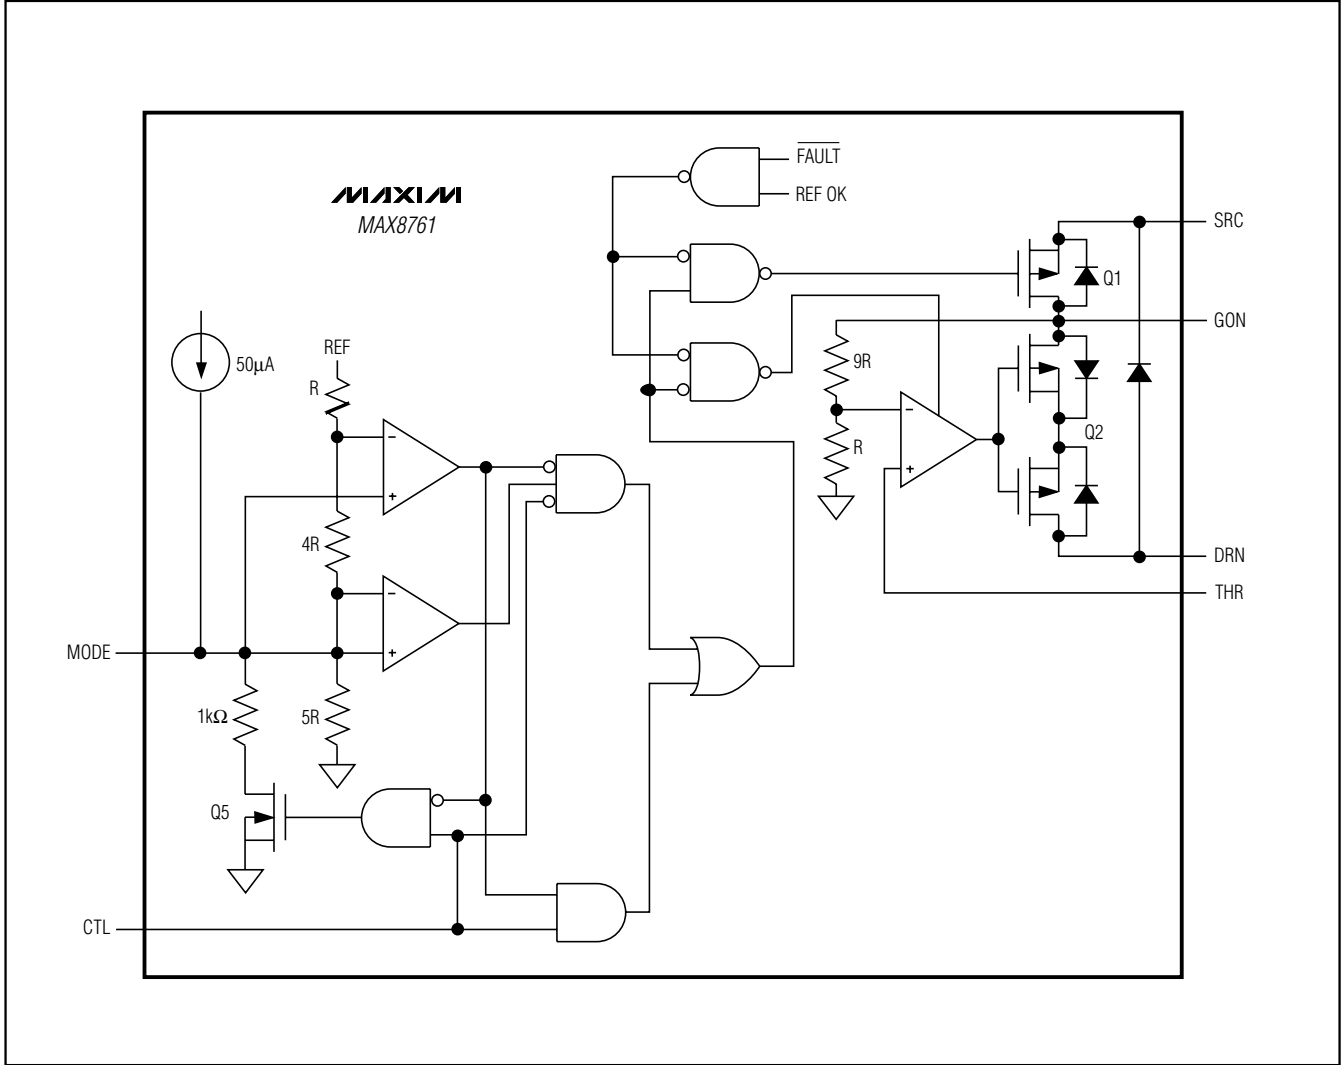 F̅A̅U̅L̅T̅
REF OK
MAXIM
MAX8761
SRC
Q1
GON
50µA
REF
R
9R
−
−
Q2
R
+
+
4R
DRN
−
THR
MODE
+
1kΩ
5R
Q5
CTL